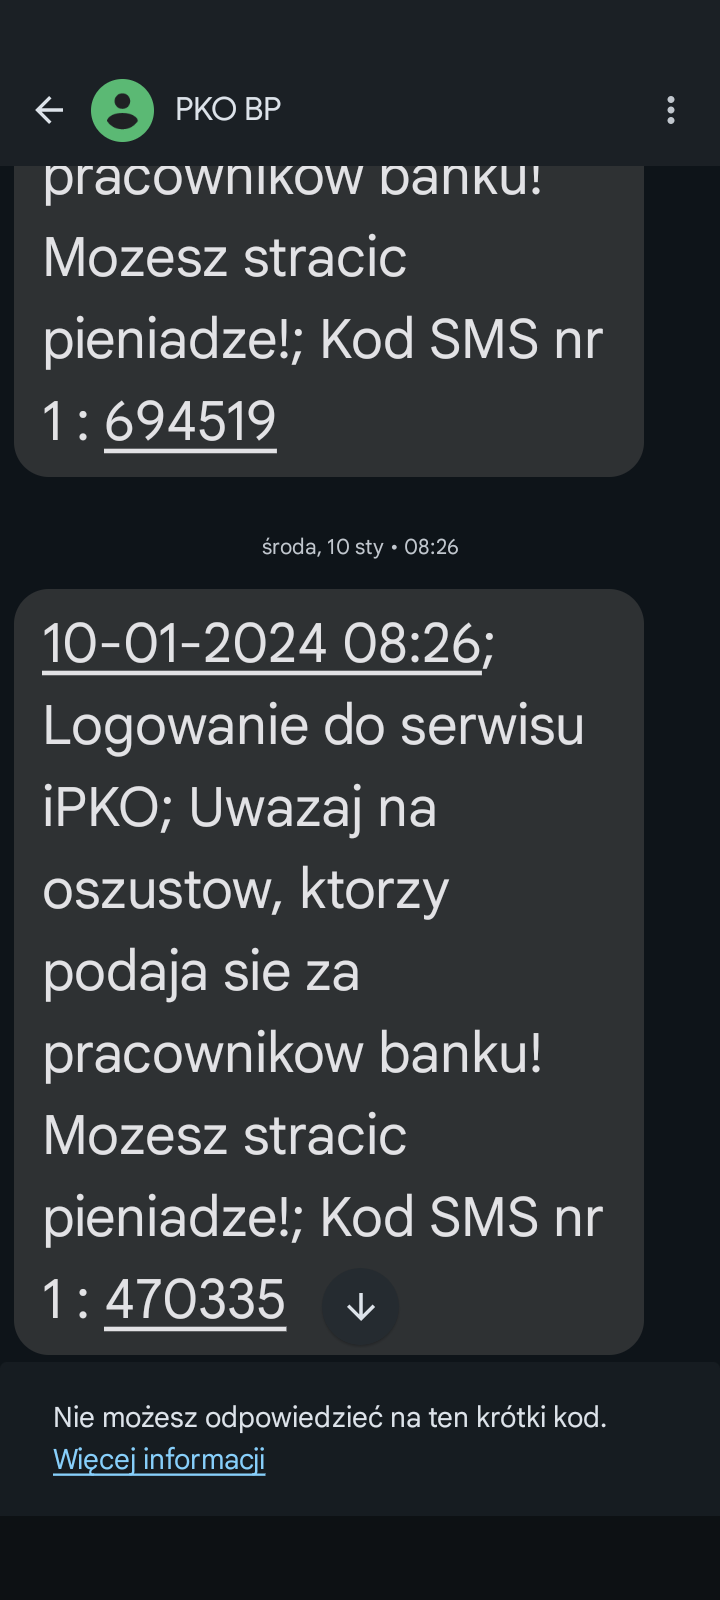 PKO BP
pracownikow banku!
Mozesz stracic
pieniadze!; Kod SMS nr
1 : 694519
środa, 10 sty • 08:26
10-01-2024 08:26;
Logowanie do serwisu
iPKO; Uwazaj na
oszustow, ktorzy
podaja sie za
pracownikow banku!
Mozesz stracic
pieniadze!; Kod SMS nr
1 : 470335
Nie możesz odpowiedzieć na ten krótki kod.
Więcej informacji